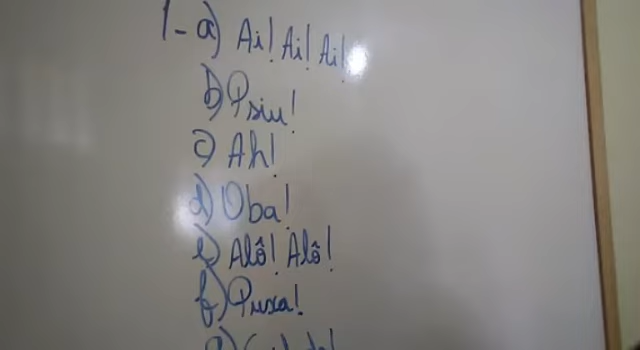 1- a) Ai! Ai! Ai!
b) Psiu!
c) Ah!
d) Oba!
e) Alô! Alô!
f) Puxa!
g)